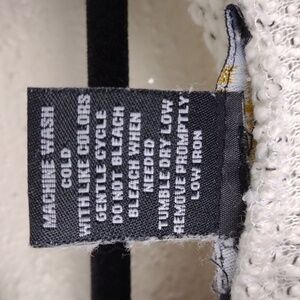 MACHINE WASH
COLD
WITH LIKE COLORS
GENTLE CYCLE
DO NOT BLEACH
BLEACH WHEN
NEEDED
TUMBLE DRY LOW
REMOVE PROMPTLY
LOW IRON